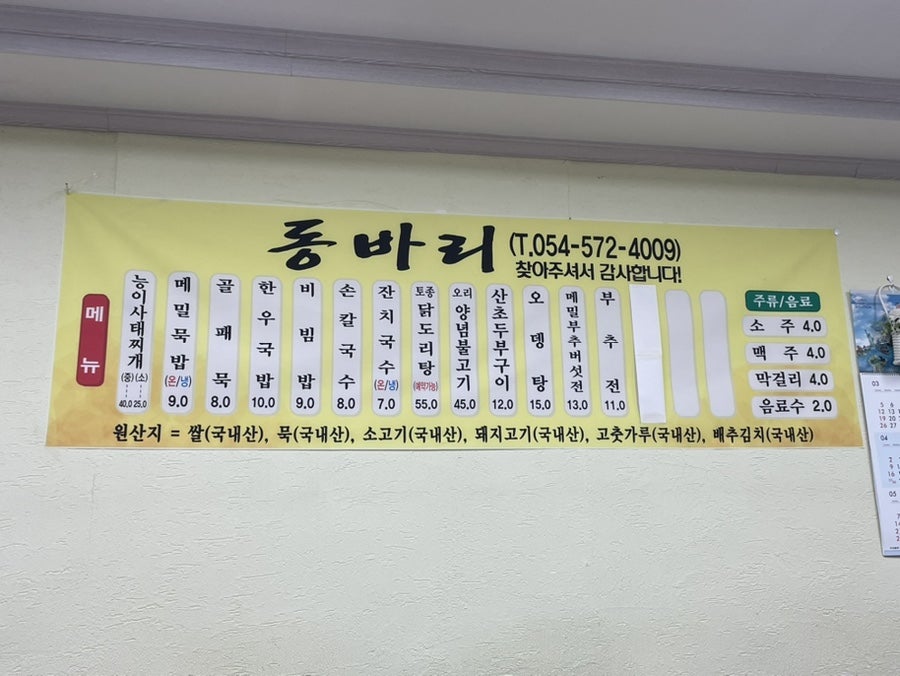 동바리 (T.054-572-4009)
찾아주셔서 감사합니다!
메뉴
능이사태찌개 (중) (소) 40.0 25.0
메밀묵밥 (온/냉) 9.0
골패묵 8.0
한우국밥 10.0
비빔밥 9.0
손칼국수 8.0
잔치국수 (온/냉) 7.0
토종 닭도리탕 (예약가능) 55.0
오리 양념불고기 45.0
산초두부구이 12.0
오뎅탕 15.0
메밀부추버섯전 13.0
부추전 11.0
주류/음료
소주 4.0
맥주 4.0
막걸리 4.0
음료수 2.0
원산지 = 쌀(국내산), 묵(국내산), 소고기(국내산), 돼지고기(국내산), 고춧가루(국내산), 배추김치(국내산)
03
04
05